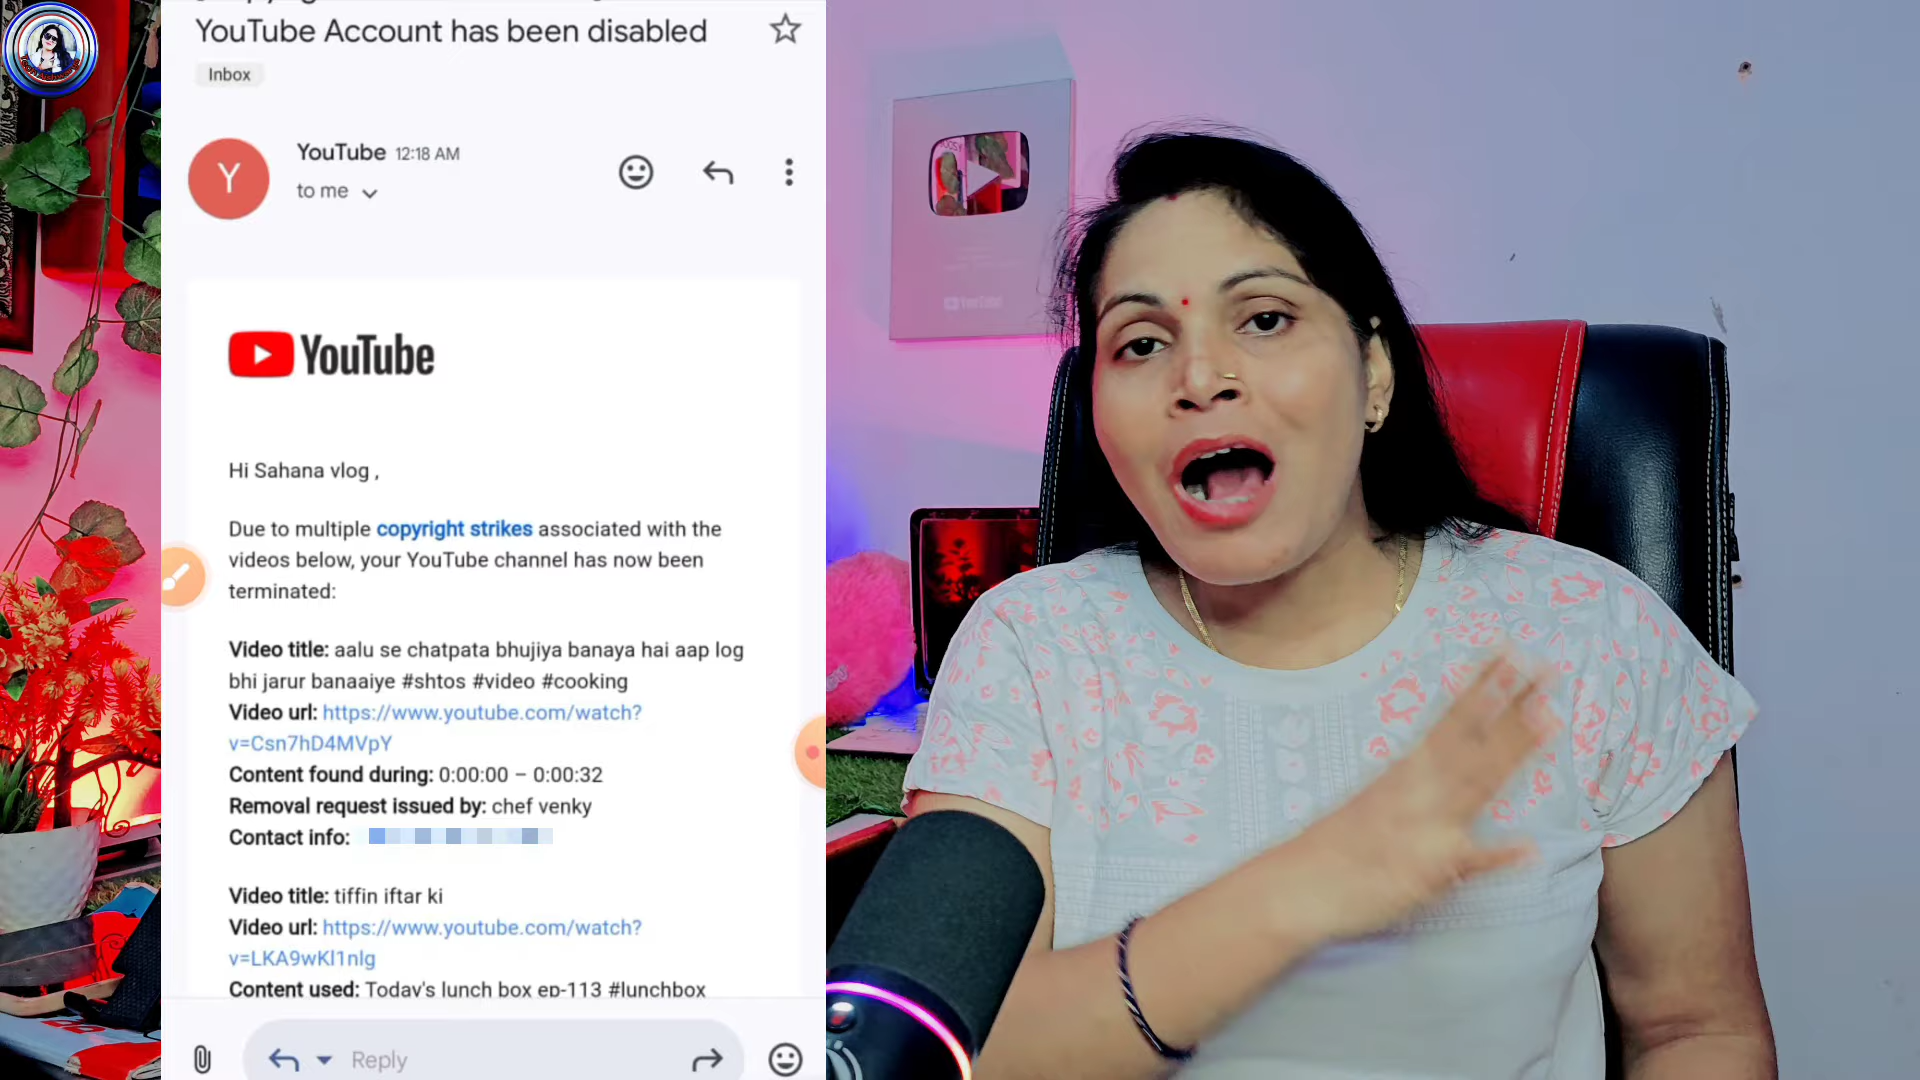 YouTube Account has been disabled
Inbox
Y
YouTube 12:18 AM
to me
YouTube
Hi Sahana vlog ,
Due to multiple copyright strikes associated with the
videos below, your YouTube channel has now been
terminated:
Video title: aalu se chatpata bhujiya banaya hai aap log
bhi jarur banaaiye #shtos #video #cooking
Video url: https://www.youtube.com/watch?
v=Csn7hD4MVpY
Content found during: 0:00:00 – 0:00:32
Removal request issued by: chef venky
Contact info:
Video title: tiffin iftar ki
Video url: https://www.youtube.com/watch?
v=LKA9wKl1nlg
Content used: Today's lunch box ep-113 #lunchbox
Reply
YouTube